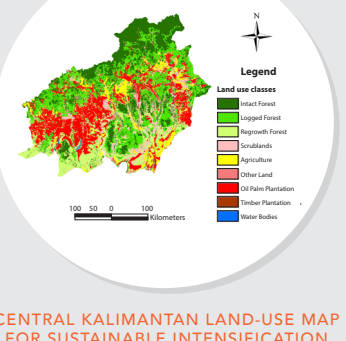 N
Legend
Land use classes
Intact Forest
Logged Forest
Regrowth Forest
Scrublands
Agriculture
Other Land
Oil Palm Plantation
Timber Plantation
Water Bodies
100 50 0 100
Kilometers
CENTRAL KALIMANTAN LAND-USE MAP
FOR SUSTAINABLE INTENSIFICATION